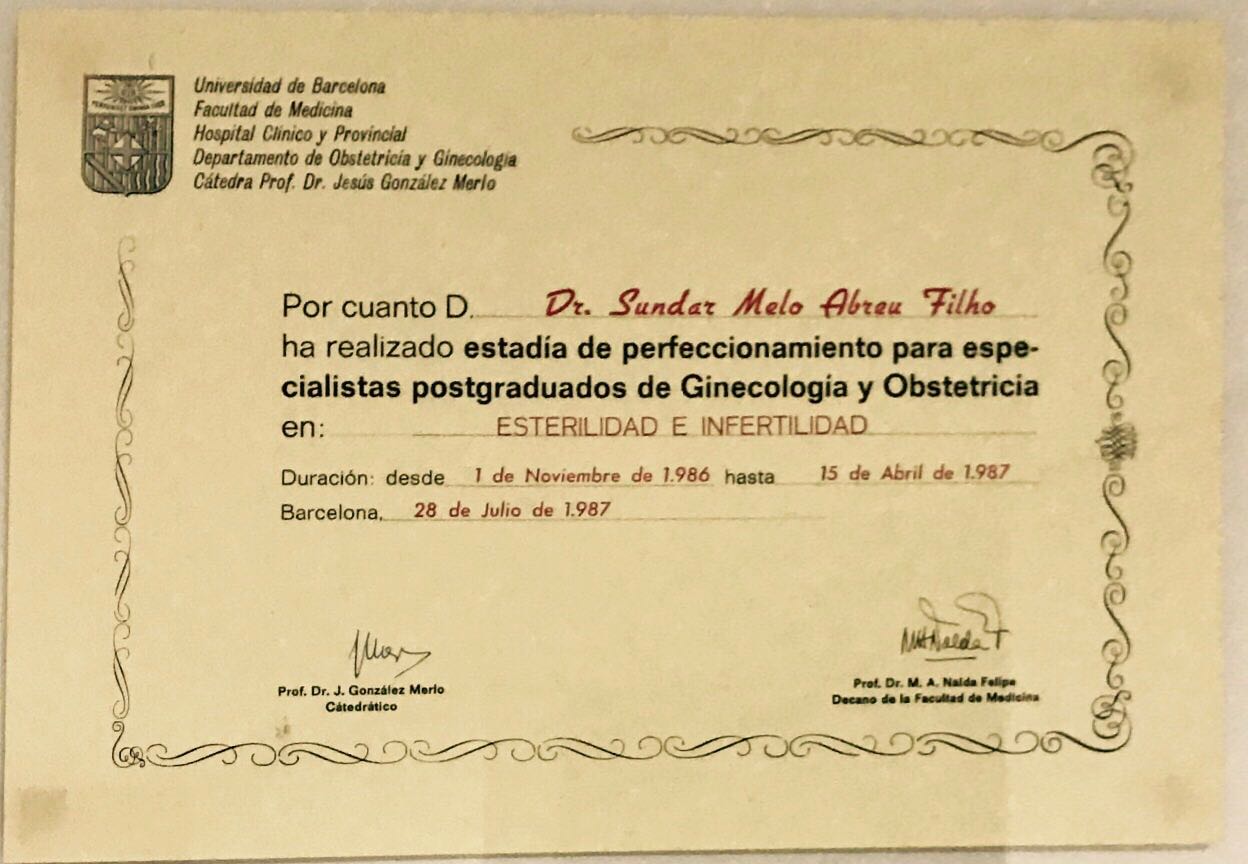 Universidad de Barcelona
Facultad de Medicina
Hospital Clínico y Provincial
Departamento de Obstetricia y Ginecología
Cátedra Prof. Dr. Jesús González Merlo
Por cuanto D. Dr. Sundar Melo Abreu Filho
ha realizado estadía de perfeccionamiento para espe-
cialistas postgraduados de Ginecología y Obstetricia
en: ESTERILIDAD E INFERTILIDAD
Duración: desde 1 de Noviembre de 1.986 hasta 15 de Abril de 1.987
Barcelona, 28 de Julio de 1.987
Prof. Dr. J. González Merlo
Cátedrático
Prof. Dr. M. A. Nalda Felipe
Decano de la Facultad de Medicina